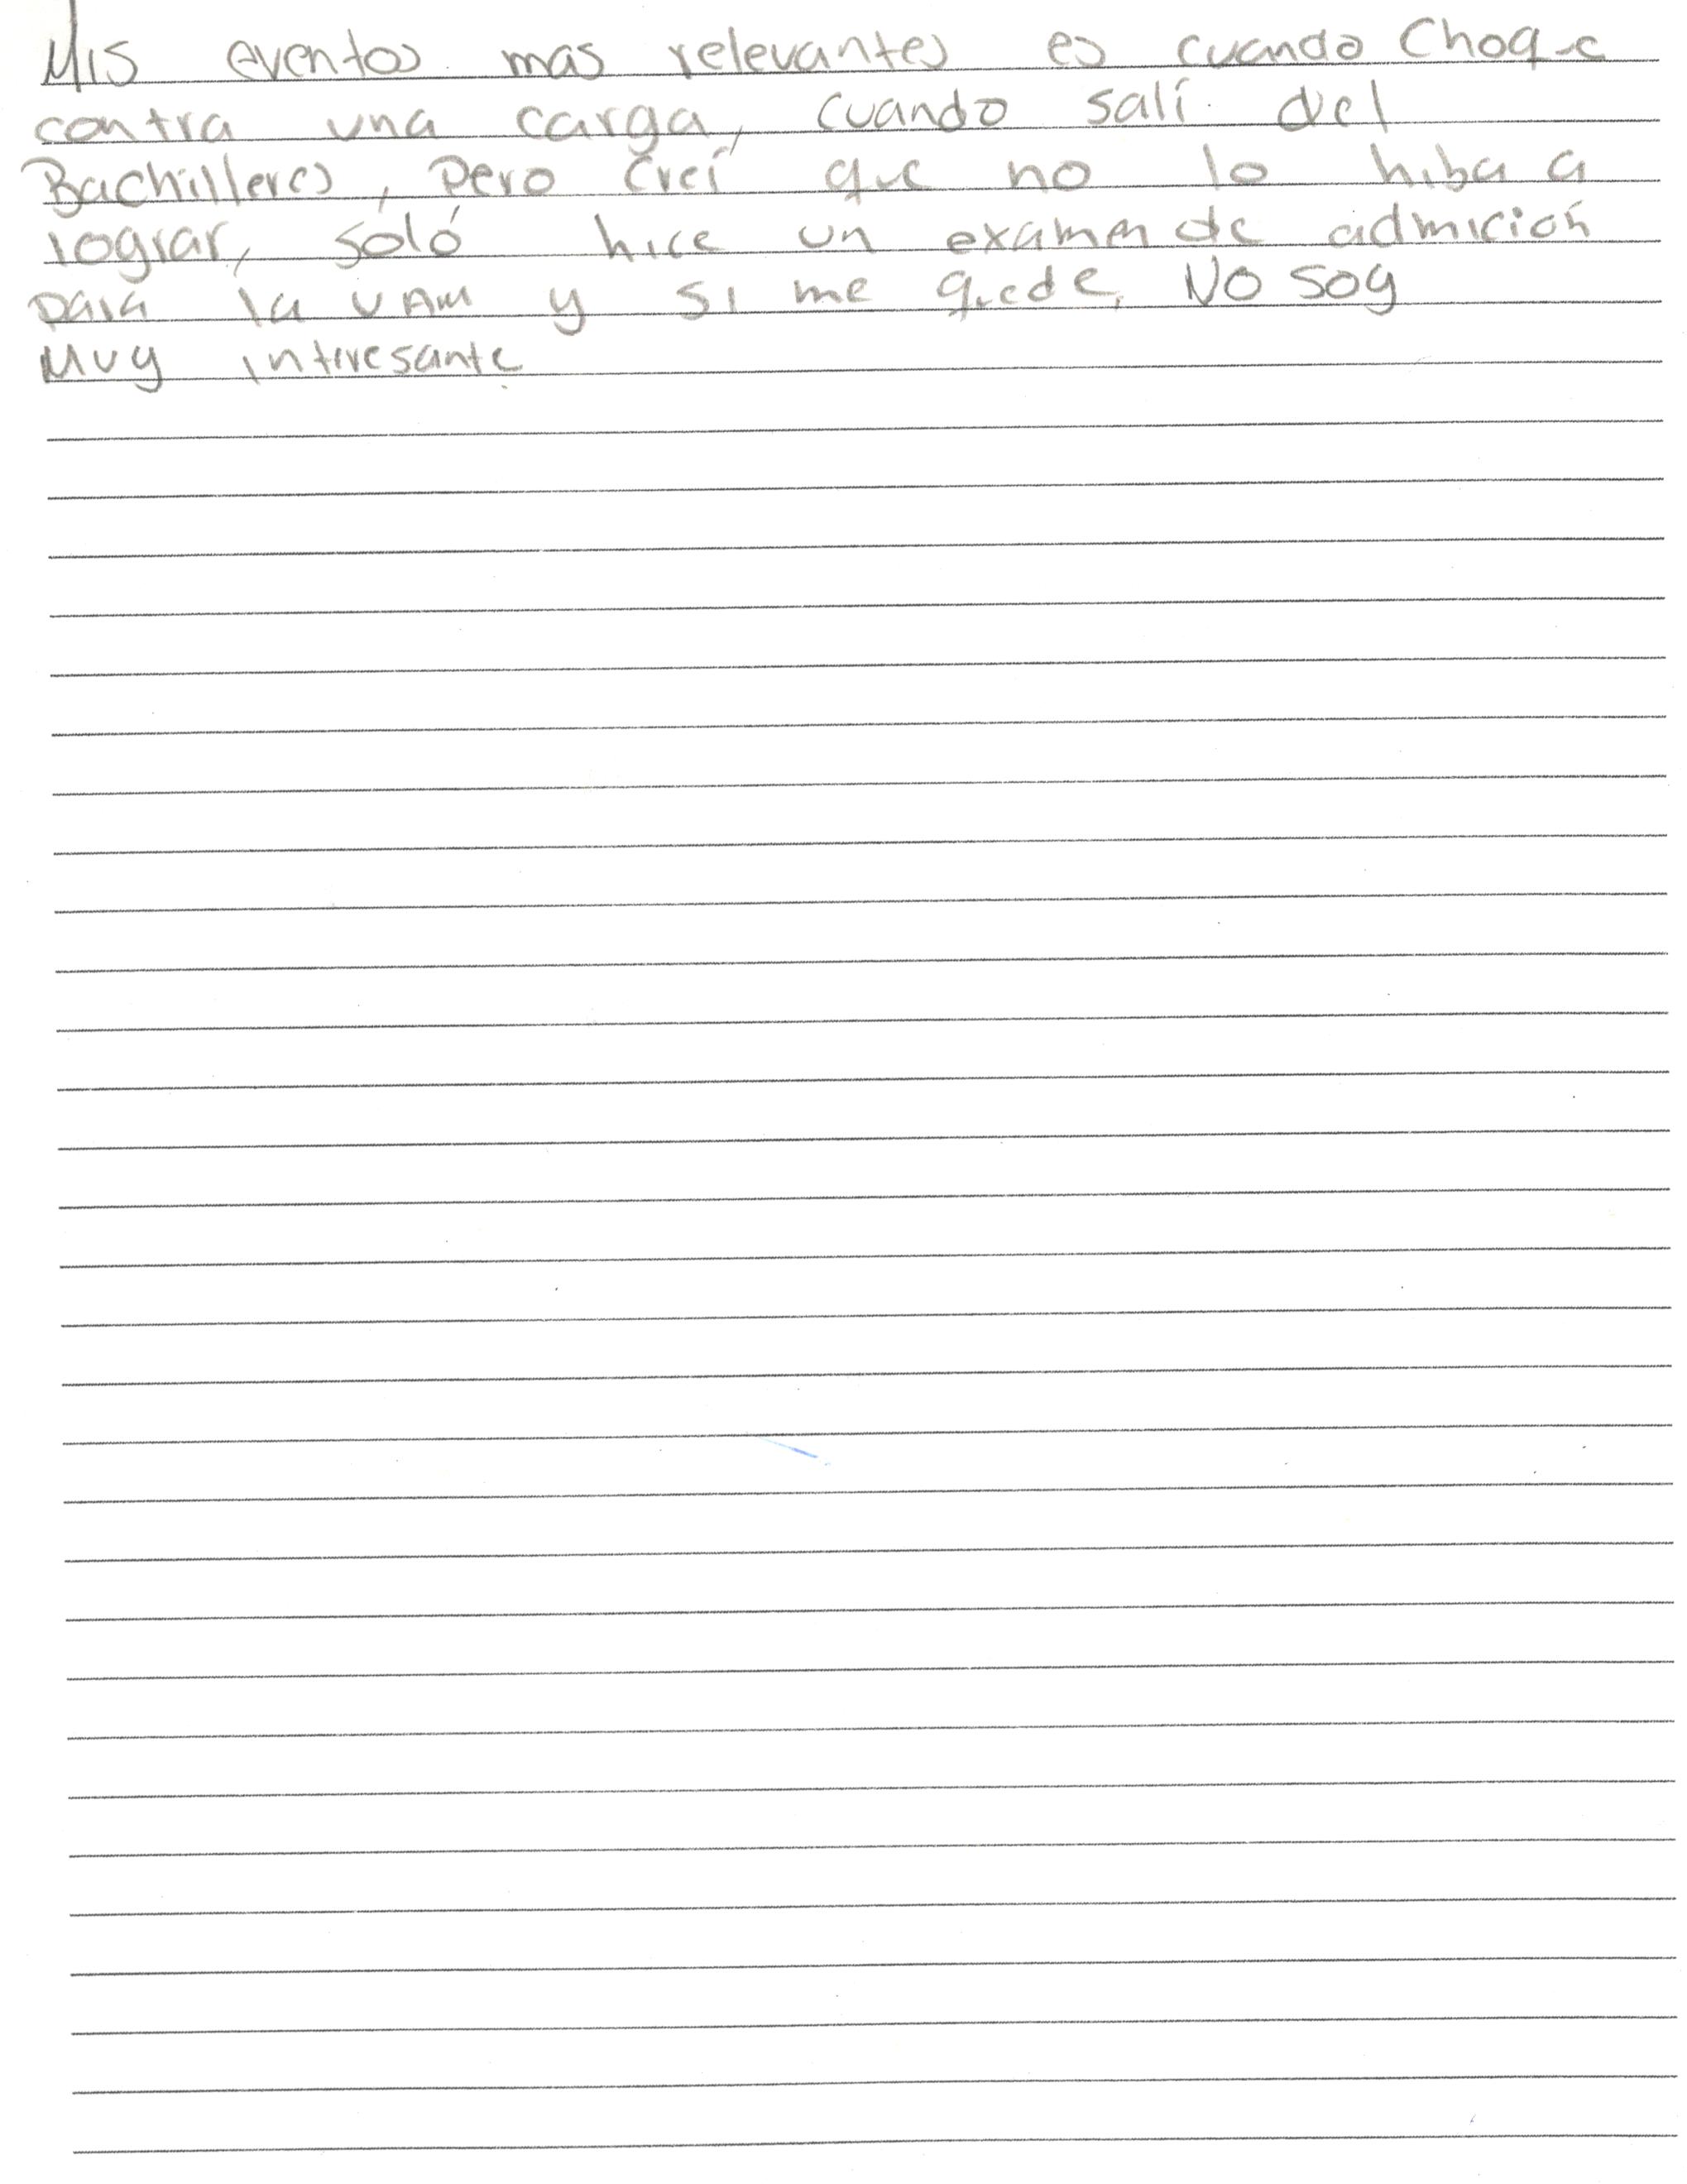 Mis eventos mas relevantes es cuando Choque
contra una carga, cuando salí del
Bachilleres, pero creí que no lo hiba a
lograr, sóló hice un examen de admición
para la UAM y si me quede. No soy
Muy interesante.